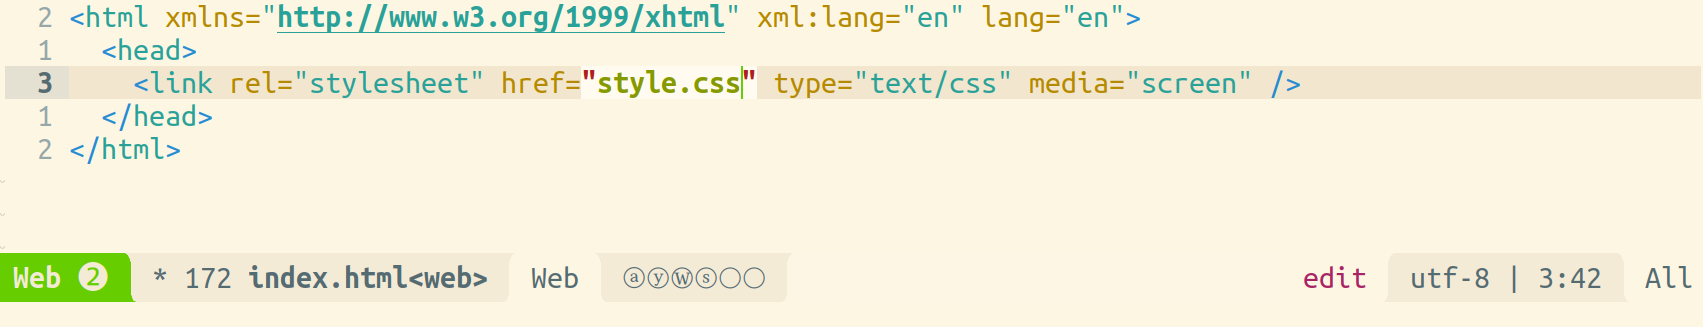 2 <html xmlns="http://www.w3.org/1999/xhtml" xml:lang="en" lang="en">
1 <head>
3 <link rel="stylesheet" href="style.css" type="text/css" media="screen" />
1 </head>
2 </html>
~
~
~
Web ❷ * 172 index.html<web> Web ⓐⓨⓦⓢ◯◯ edit utf-8 | 3:42 All